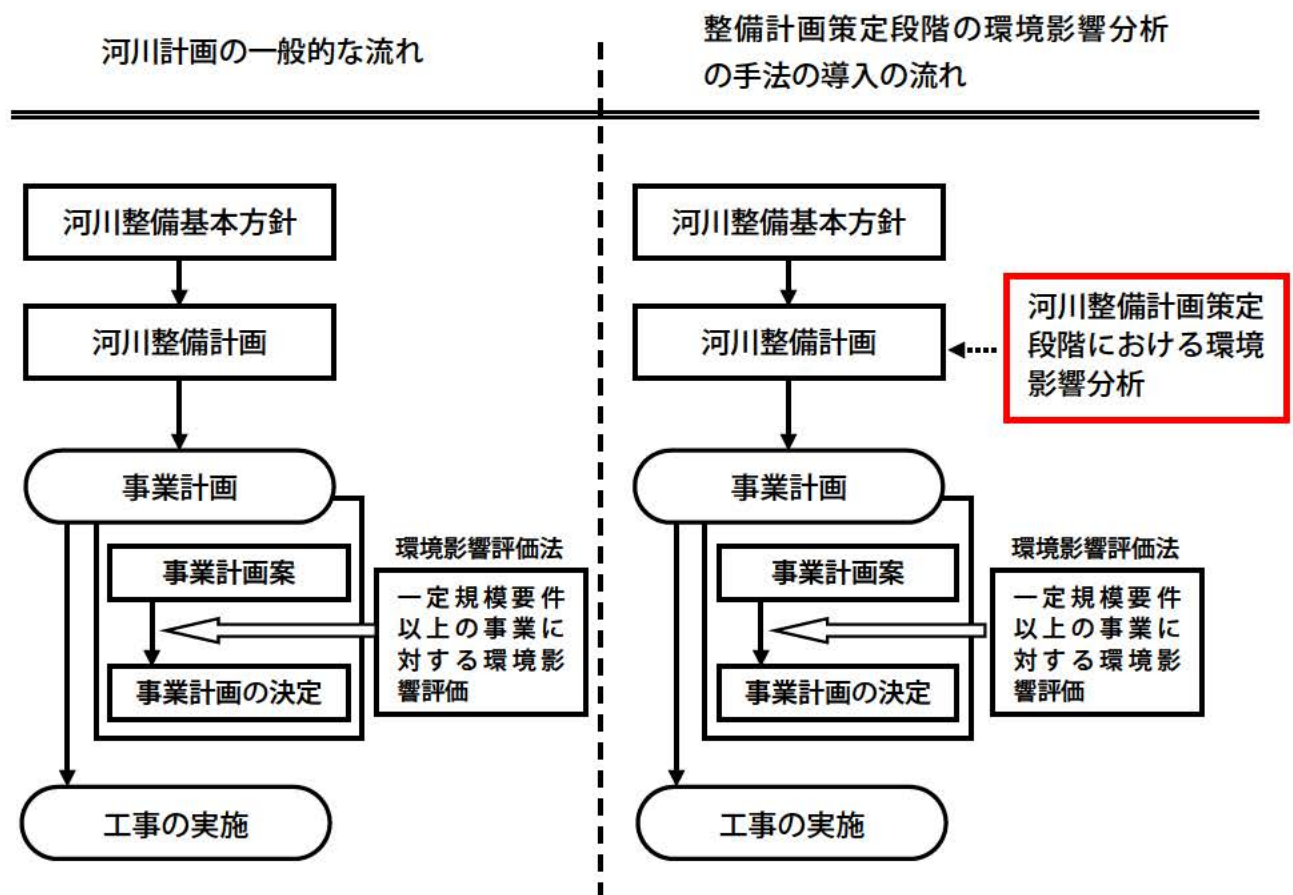 河川計画の一般的な流れ
河川整備基本方針
河川整備計画
事業計画
事業計画案
事業計画の決定
環境影響評価法
一定規模要件
以上の事業に
対する環境影
響評価
工事の実施
整備計画策定段階の環境影響分析
の手法の導入の流れ
河川整備基本方針
河川整備計画
河川整備計画策定
段階における環境
影響分析
事業計画
事業計画案
事業計画の決定
環境影響評価法
一定規模要件
以上の事業に
対する環境影
響評価
工事の実施